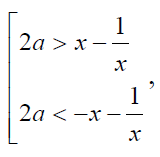 2a > x - 1/x
2a < -x - 1/x,